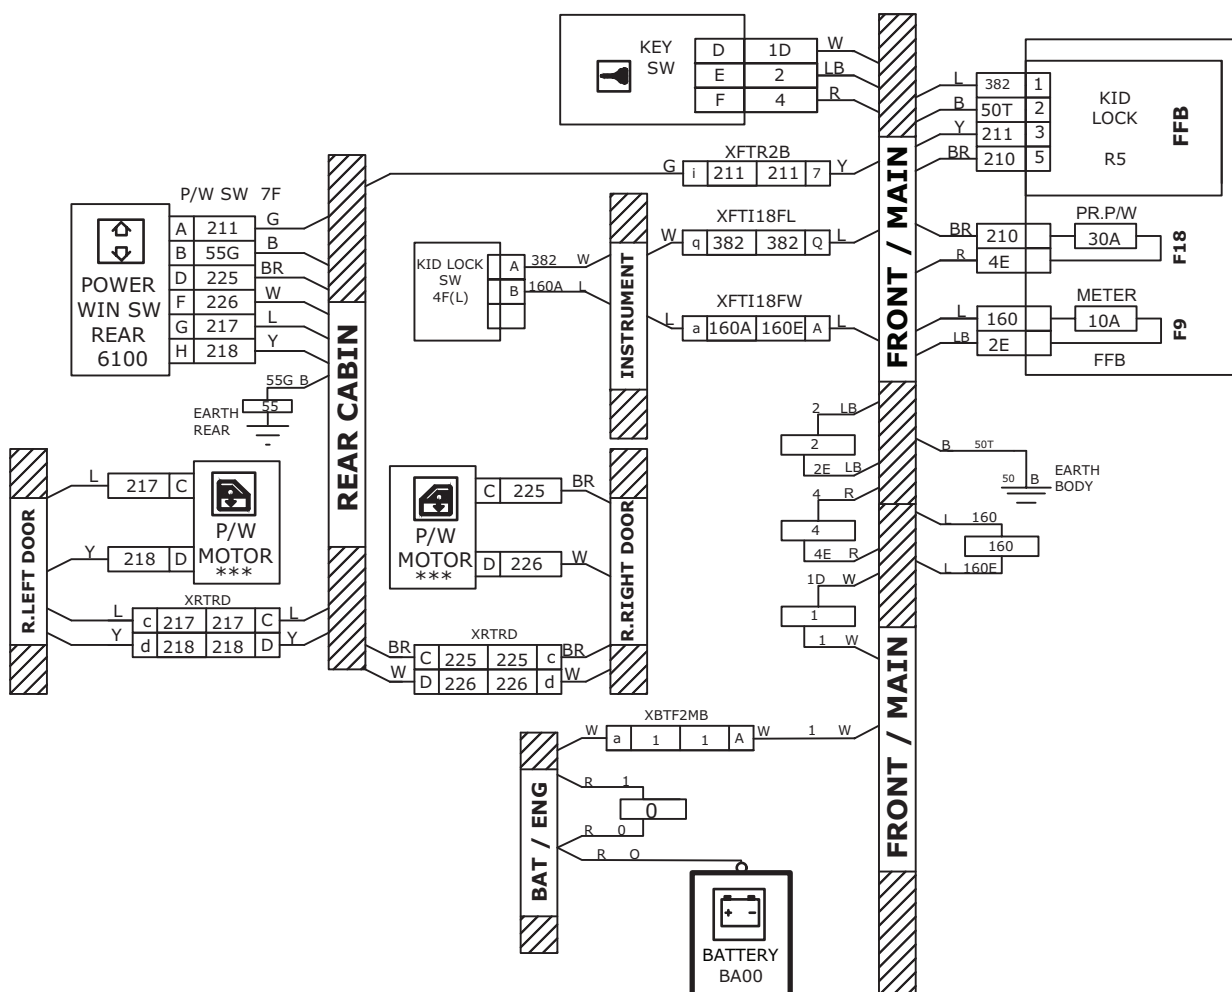 KEY
SW
D 1D W
E 2 LB
F 4 R
L 382 1
B 50T 2
Y 211 3
BR 210 5
KID
LOCK
R5
FFB
XFTR2B
G i 211 211 7 Y
P/W SW 7F
A 211 G
B 55G B
D 225 BR
F 226 W
G 217 L
H 218 Y
POWER
WIN SW
REAR
6100
55G B
55
EARTH
REAR
REAR CABIN
KID LOCK
SW
4F(L)
A 382 W
B 160A L
INSTRUMENT
XFTI18FL
W q 382 382 Q L
XFTI18FW
L a 160A 160E A L
FRONT / MAIN
BR 210
R 4E
PR.P/W
30A
F18
L 160
LB 2E
METER
10A
F9
FFB
2 LB
2
2E LB
4 R
4
4E R
1D W
1
1 W
B 50T
50 B
EARTH
BODY
L 160
160
L 160E
R.LEFT DOOR
L 217 C
Y 218 D
P/W
MOTOR
***
XRTRD
L c 217 217 C L
Y d 218 218 D Y
P/W
MOTOR
***
C 225 BR
D 226 W
R.RIGHT DOOR
XRTRD
BR C 225 225 c BR
W D 226 226 d W
FRONT / MAIN
XBTF2MB
W a 1 1 A W 1 W
BAT / ENG
R 1
0
R 0
R O
+ -
BATTERY
BA00